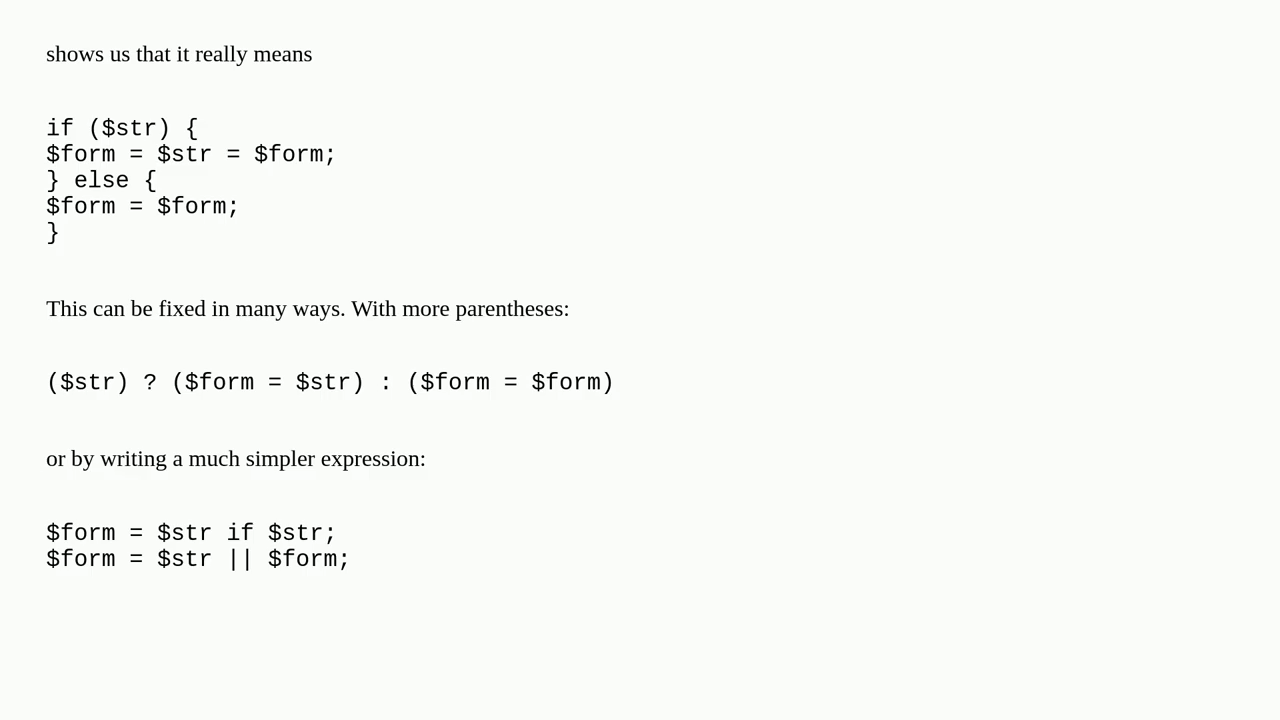 shows us that it really means
if ($str) {
$form = $str = $form;
} else {
$form = $form;
}
This can be fixed in many ways. With more parentheses:
($str) ? ($form = $str) : ($form = $form)
or by writing a much simpler expression:
$form = $str if $str;
$form = $str || $form;